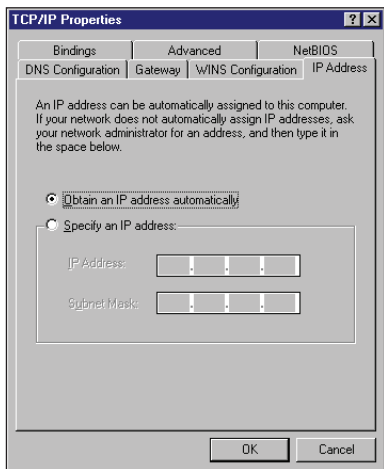 TCP/IP Properties
Bindings Advanced NetBIOS
DNS Configuration Gateway WINS Configuration IP Address
An IP address can be automatically assigned to this computer.
If your network does not automatically assign IP addresses, ask
your network administrator for an address, and then type it in
the space below.
Obtain an IP address automatically
Specify an IP address:
IP Address:
Subnet Mask:
OK Cancel